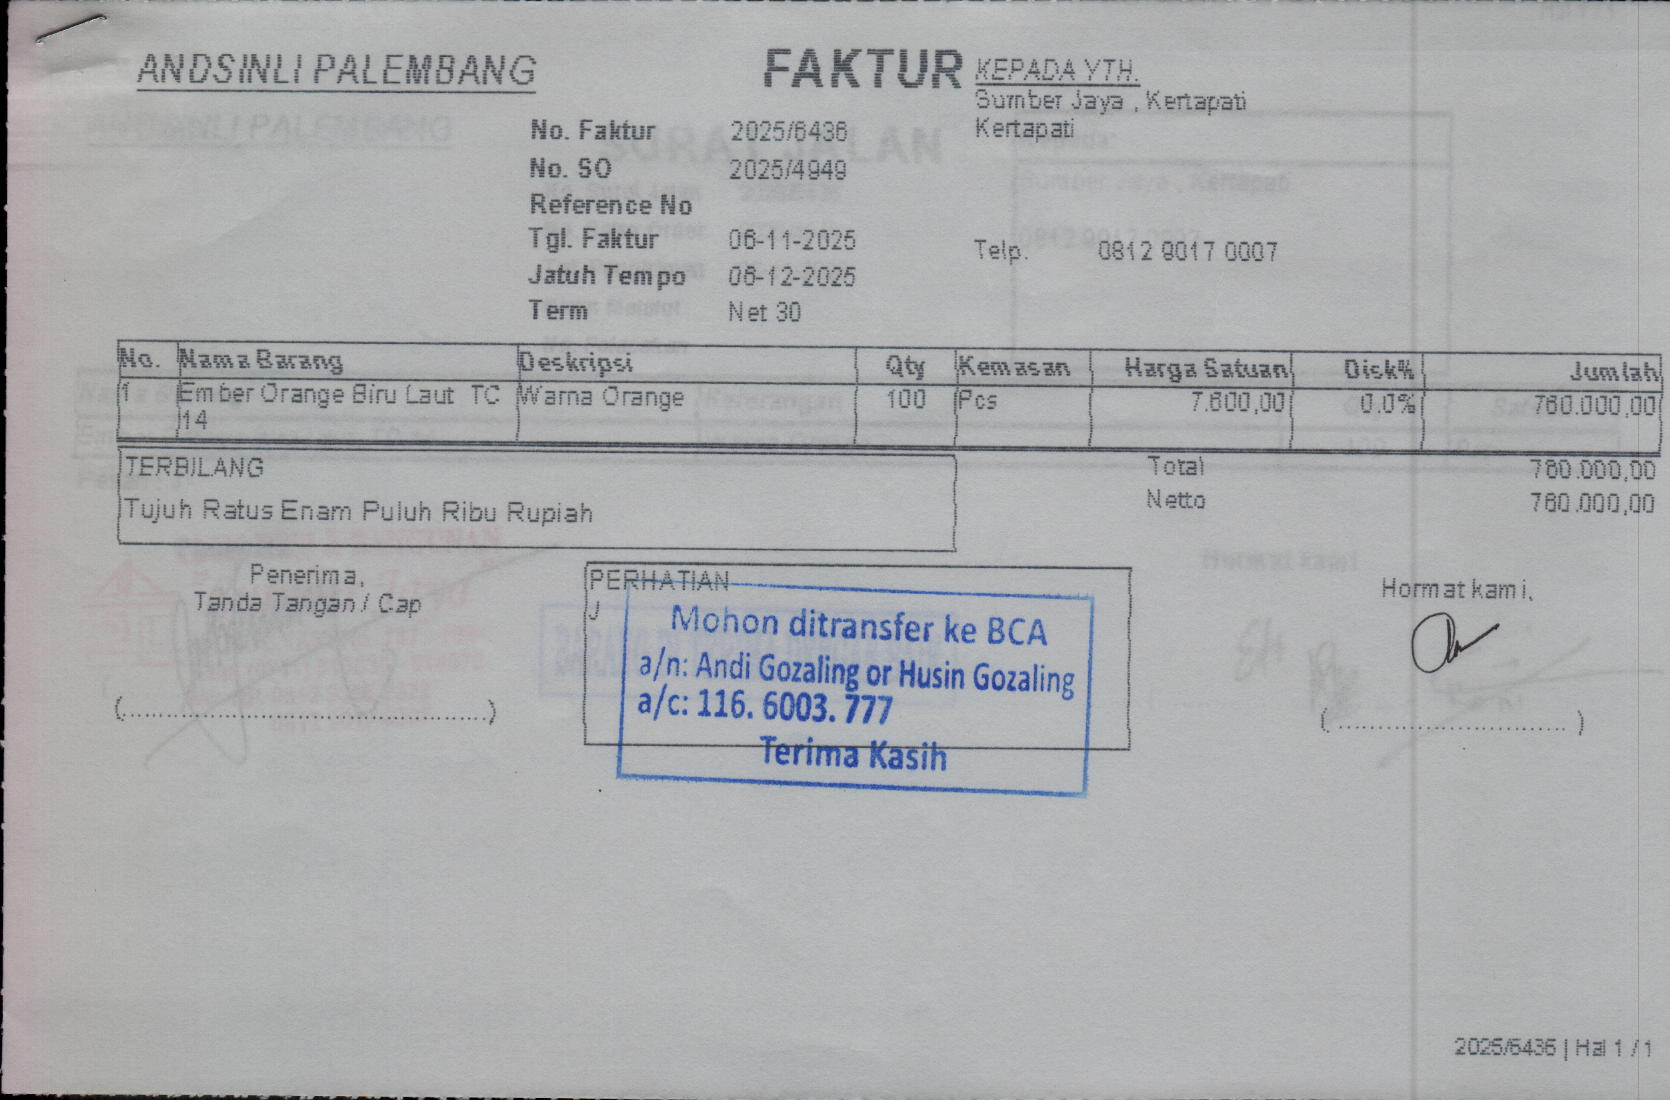 ANDSINLI PALEMBANG
FAKTUR
KEPADA YTH.
Sumber Jaya , Kertapati
Kertapati
No. Faktur 2025/6436
No. SO 2025/4949
Reference No
Tgl. Faktur 06-11-2025
Telp. 0812 9017 0007
Jatuh Tempo 06-12-2025
Term Net 30
No. Nama Barang Deskripsi Qty Kemasan Harga Satuan Disk% Jumlah
1 Ember Orange Biru Laut TC 14 Warna Orange 100 Pcs 7.600,00 0.0% 760.000,00
TERBILANG
Tujuh Ratus Enam Puluh Ribu Rupiah
Total 760.000,00
Netto 760.000,00
Penerima,
Tanda Tangan / Cap
(...............................................)
PERHATIAN
J
Mohon ditransfer ke BCA
a/n: Andi Gozaling or Husin Gozaling
a/c: 116. 6003. 777
Terima Kasih
Hormat kami,
(..............................)
2025/6436 | Hal 1 / 1
SURAT JALAN